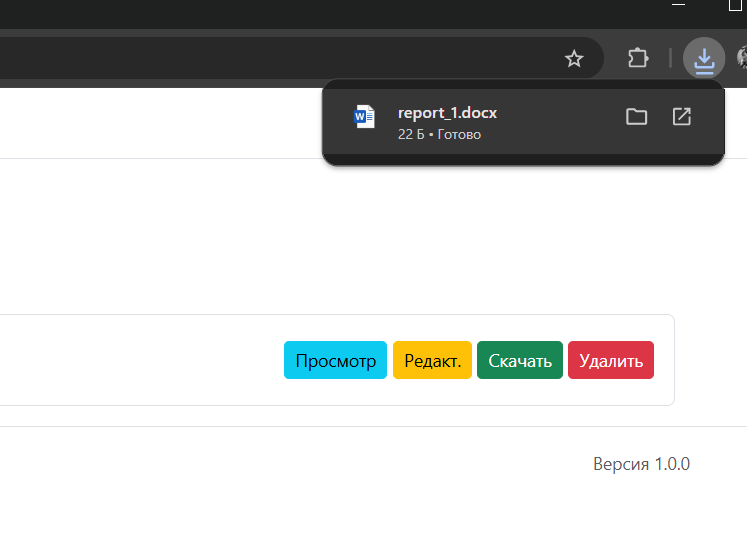 report_1.docx
22 Б • Готово
Просмотр Редакт. Скачать Удалить
Версия 1.0.0